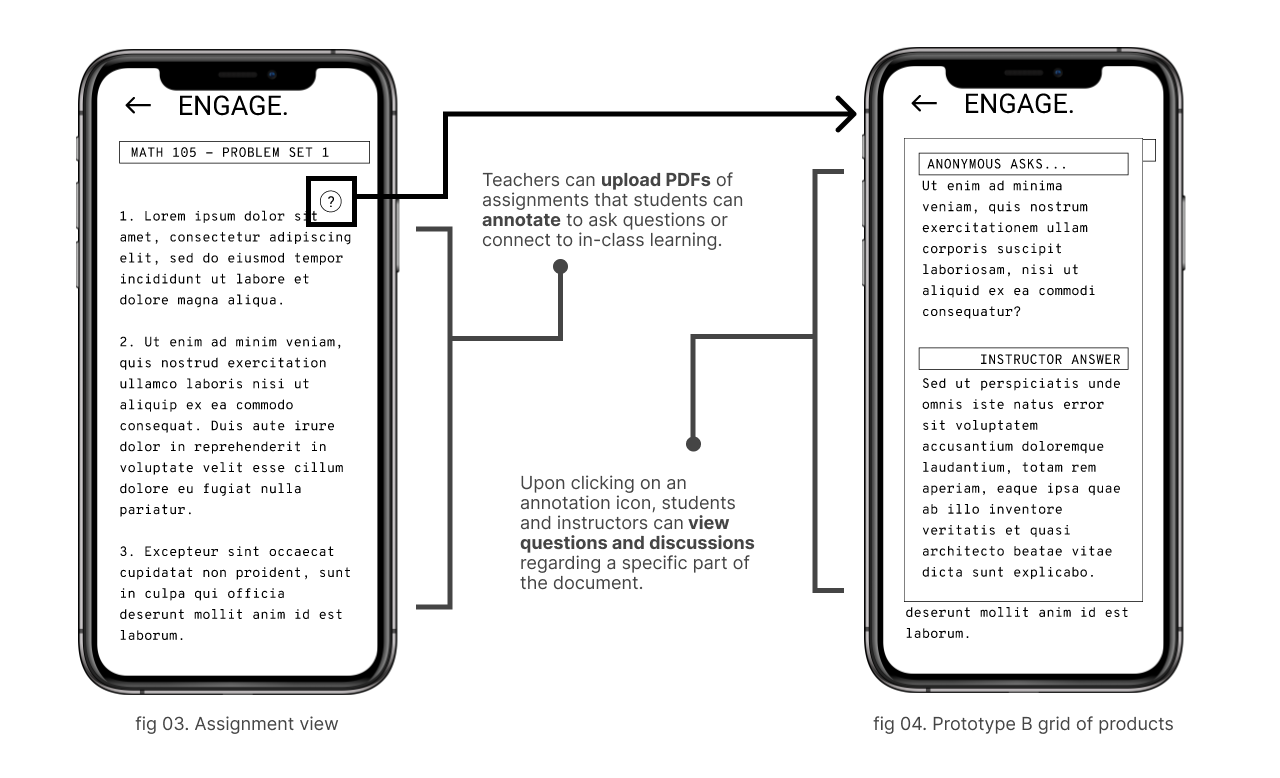 ENGAGE.
MATH 105 – PROBLEM SET 1
?
1. Lorem ipsum dolor sit
amet, consectetur adipiscing
elit, sed do eiusmod tempor
incididunt ut labore et
dolore magna aliqua.
2. Ut enim ad minim veniam,
quis nostrud exercitation
ullamco laboris nisi ut
aliquip ex ea commodo
consequat. Duis aute irure
dolor in reprehenderit in
voluptate velit esse cillum
dolore eu fugiat nulla
pariatur.
3. Excepteur sint occaecat
cupidatat non proident, sunt
in culpa qui officia
deserunt mollit anim id est
laborum.
fig 03. Assignment view
Teachers can upload PDFs of
assignments that students can
annotate to ask questions or
connect to in-class learning.
Upon clicking on an
annotation icon, students
and instructors can view
questions and discussions
regarding a specific part of
the document.
ENGAGE.
ANONYMOUS ASKS...
Ut enim ad minima
veniam, quis nostrum
exercitationem ullam
corporis suscipit
laboriosam, nisi ut
aliquid ex ea commodi
consequatur?
INSTRUCTOR ANSWER
Sed ut perspiciatis unde
omnis iste natus error
sit voluptatem
accusantium doloremque
laudantium, totam rem
aperiam, eaque ipsa quae
ab illo inventore
veritatis et quasi
architecto beatae vitae
dicta sunt explicabo.
deserunt mollit anim id est
laborum.
fig 04. Prototype B grid of products